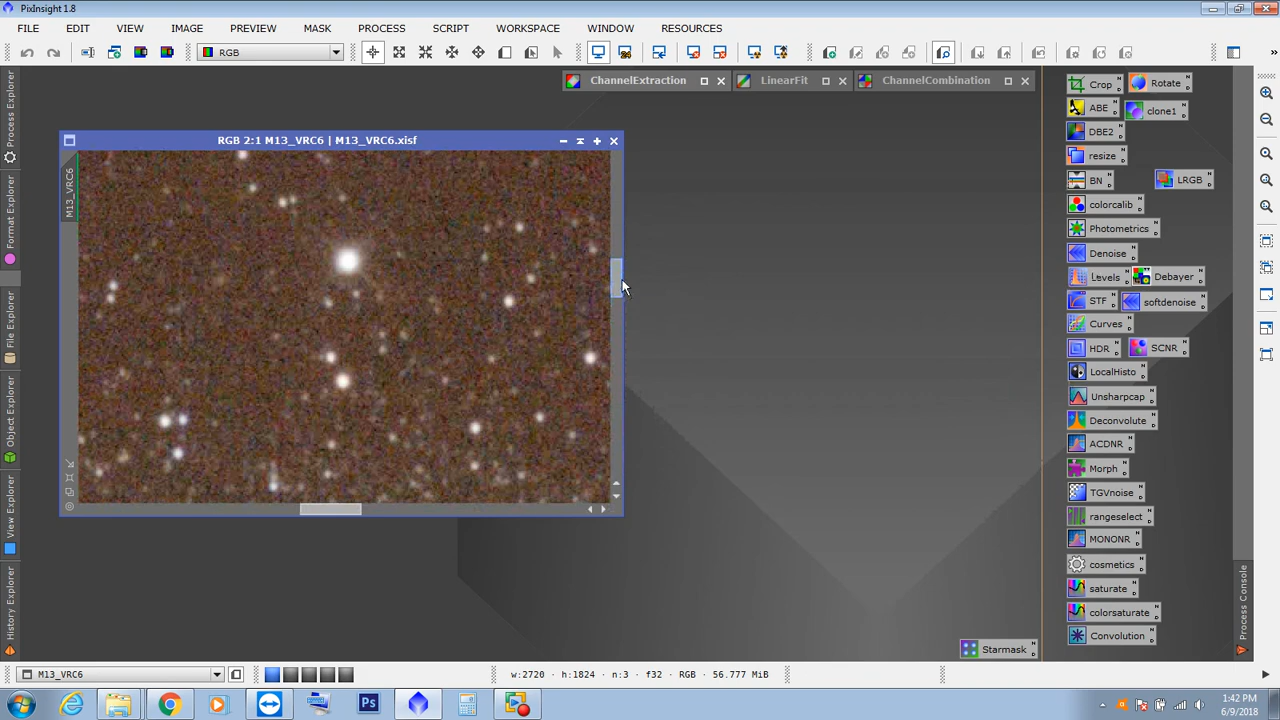 PixInsight 1.8
FILE EDIT VIEW IMAGE PREVIEW MASK PROCESS SCRIPT WORKSPACE WINDOW RESOURCES
RGB
ChannelExtraction LinearFit ChannelCombination
Process Explorer
Format Explorer
File Explorer
Object Explorer
View Explorer
History Explorer
RGB 2:1 M13_VRC6 | M13_VRC6.xisf
M13_VRC6
Crop Rotate
ABE clone1
DBE2
resize
BN LRGB
colorcalib
Photometrics
Denoise
Levels Debayer
STF softdenoise
Curves
HDR SCNR
LocalHisto
Unsharpcap
Deconvolute
ACDNR
Morph
TGVnoise
rangeselect
MONONR
cosmetics
saturate
colorsaturate
Convolution
Starmask
Process Console
M13_VRC6
w:2720 · h:1824 · n:3 · f32 · RGB · 56.777 MiB
Ps
1:42 PM
6/9/2018